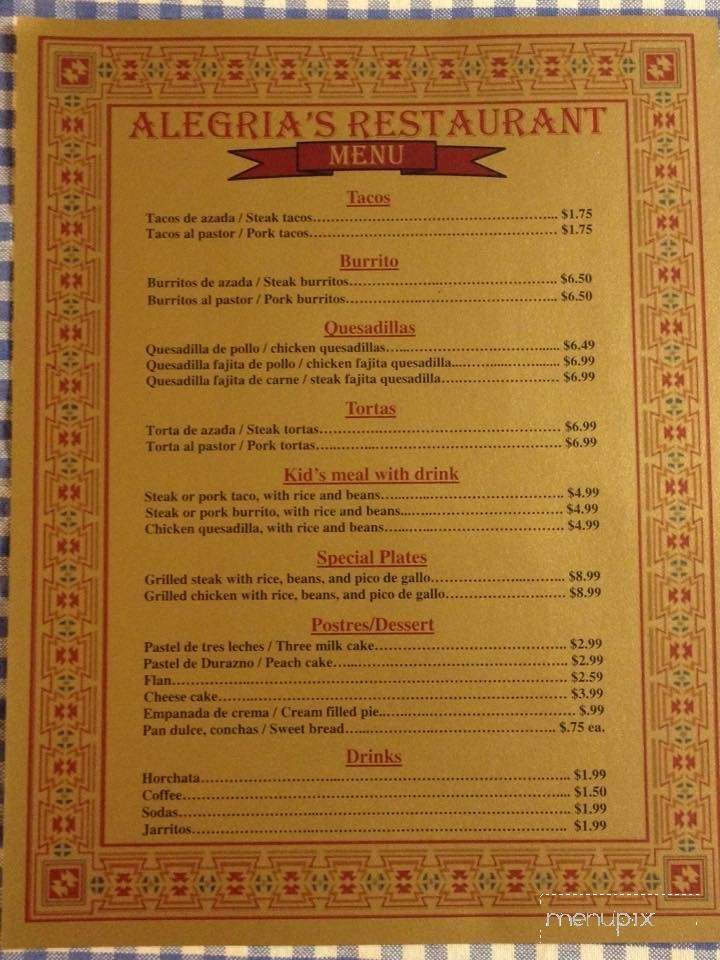 ALEGRIA'S RESTAURANT
MENU
Tacos
Tacos de azada / Steak tacos................................................... $1.75
Tacos al pastor / Pork tacos.................................................... $1.75
Burrito
Burritos de azada / Steak burritos............................................ $6.50
Burritos al pastor / Pork burritos............................................. $6.50
Quesadillas
Quesadilla de pollo / chicken quesadillas.................................... $6.49
Quesadilla fajita de pollo / chicken fajita quesadilla...................... $6.99
Quesadilla fajita de carne / steak fajita quesadilla......................... $6.99
Tortas
Torta de azada / Steak tortas................................................... $6.99
Torta al pastor / Pork tortas.................................................... $6.99
Kid's meal with drink
Steak or pork taco, with rice and beans...................................... $4.99
Steak or pork burrito, with rice and beans.................................. $4.99
Chicken quesadilla, with rice and beans..................................... $4.99
Special Plates
Grilled steak with rice, beans, and pico de gallo............................ $8.99
Grilled chicken with rice, beans, and pico de gallo......................... $8.99
Postres/Dessert
Pastel de tres leches / Three milk cake........................................ $2.99
Pastel de Durazno / Peach cake................................................. $2.99
Flan.................................................................................... $2.59
Cheese cake.......................................................................... $3.99
Empanada de crema / Cream filled pie........................................ $.99
Pan dulce, conchas / Sweet bread............................................. $.75 ea.
Drinks
Horchata.............................................................................. $1.99
Coffee.................................................................................. $1.50
Sodas................................................................................... $1.99
Jarritos................................................................................ $1.99
menupix